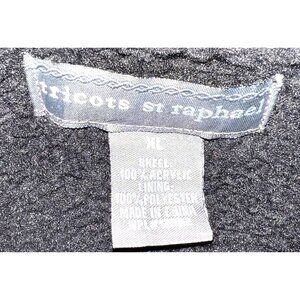 tricots st raphael
XL
SHELL:
100% ACRYLIC
LINING:
100% POLYESTER
MADE IN CHINA